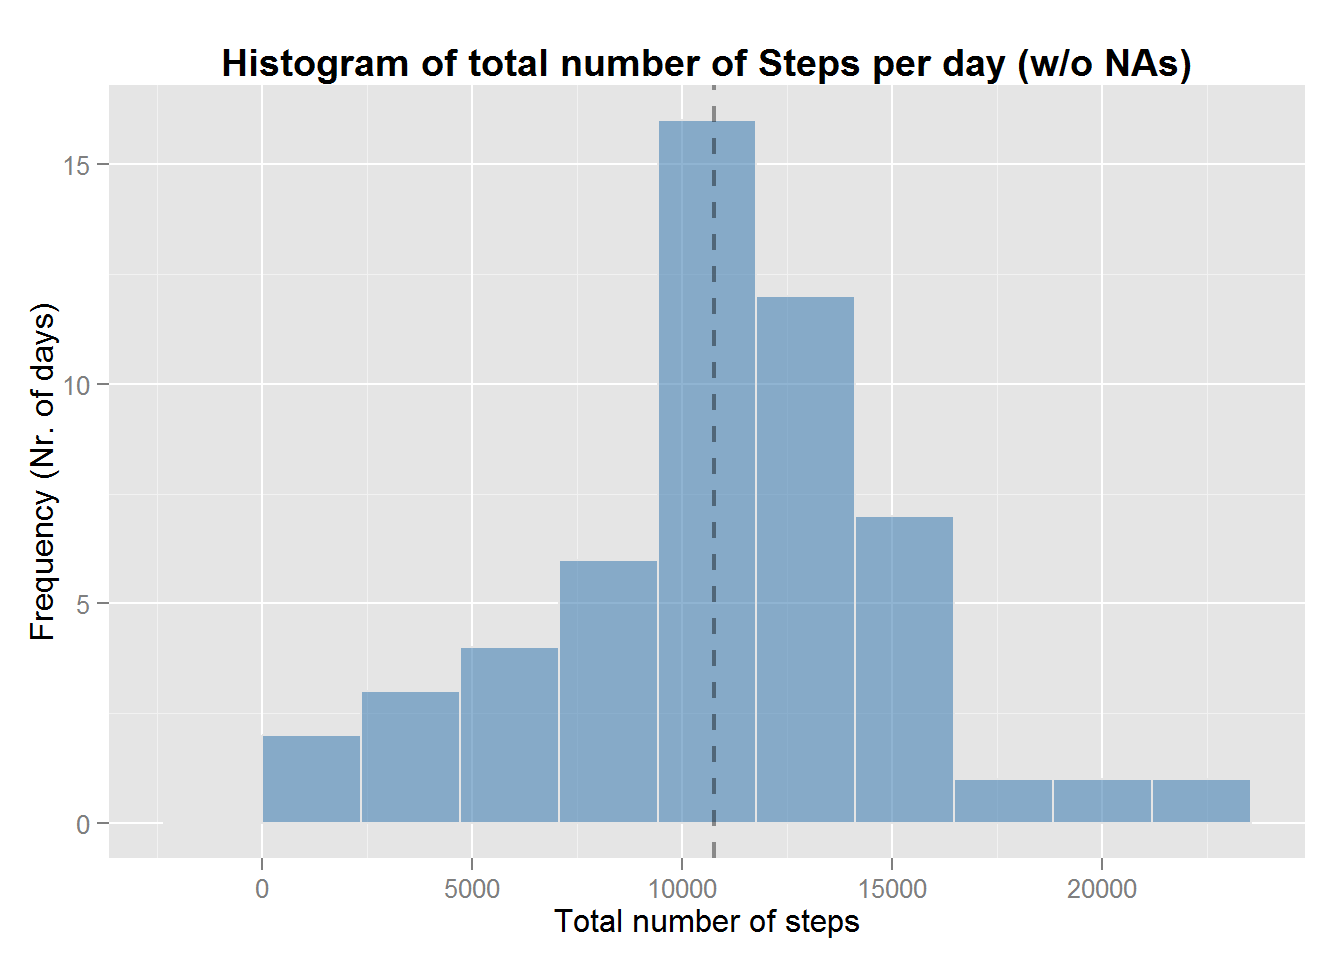 Histogram of total number of Steps per day (w/o NAs)
Frequency (Nr. of days)
15
10
5
0
0 5000 10000 15000 20000
Total number of steps